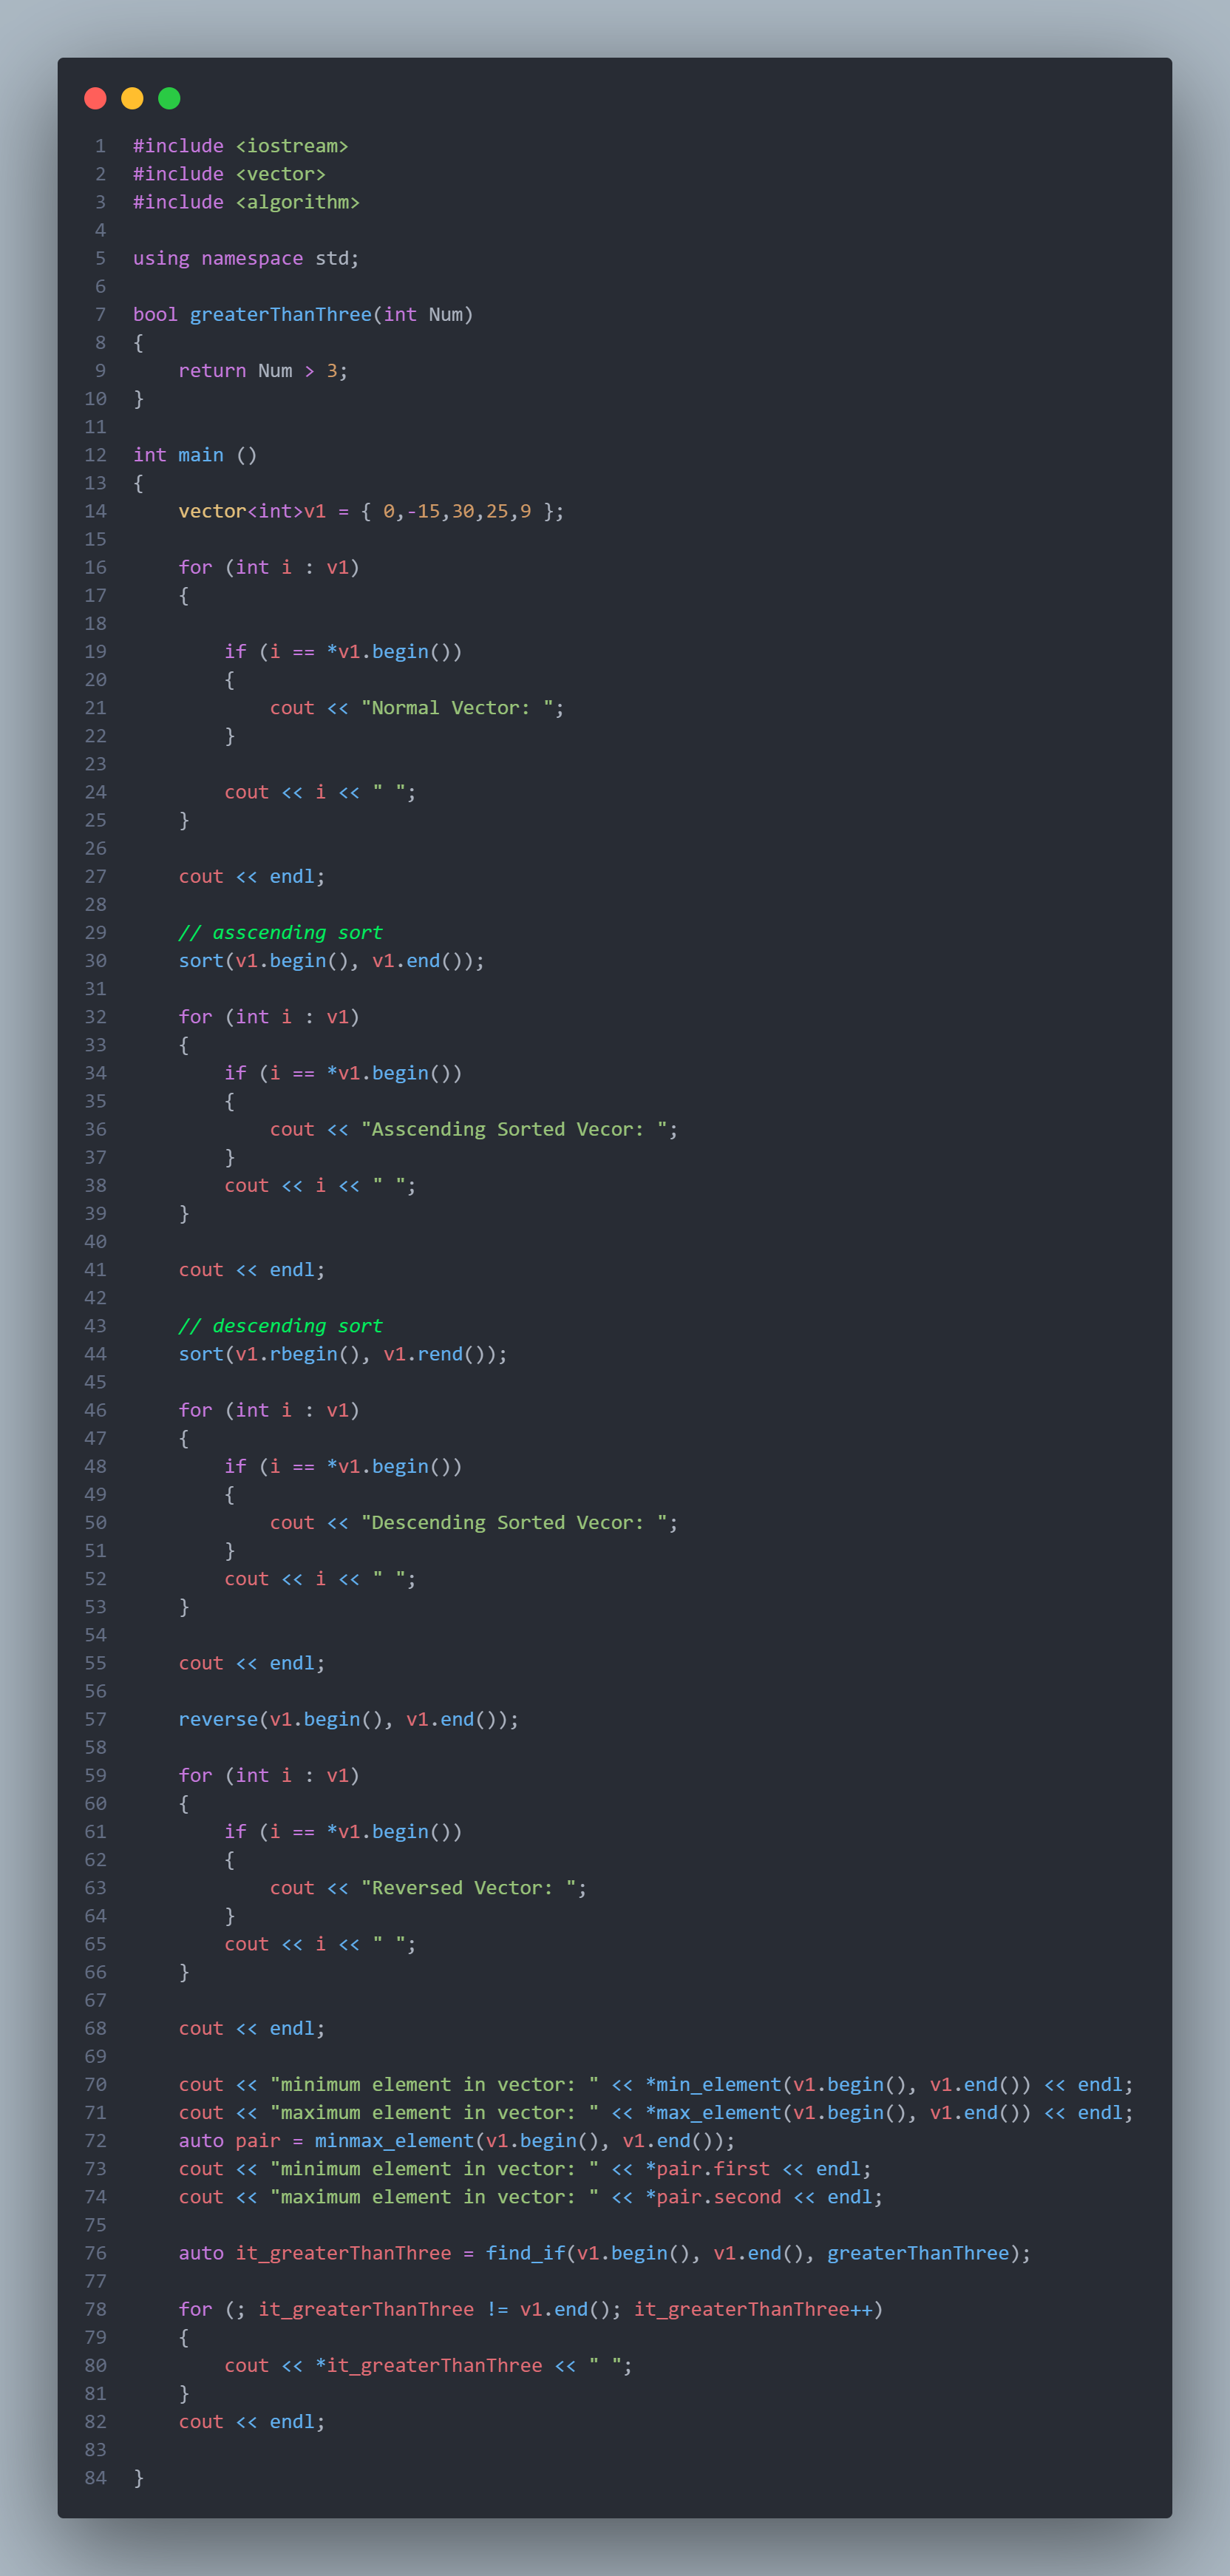 1 #include <iostream>
2 #include <vector>
3 #include <algorithm>
4
5 using namespace std;
6
7 bool greaterThanThree(int Num)
8 {
9     return Num > 3;
10 }
11
12 int main ()
13 {
14     vector<int>v1 = { 0,-15,30,25,9 };
15
16     for (int i : v1)
17     {
18
19         if (i == *v1.begin())
20         {
21             cout << "Normal Vector: ";
22         }
23
24         cout << i << " ";
25     }
26
27     cout << endl;
28
29     // asscending sort
30     sort(v1.begin(), v1.end());
31
32     for (int i : v1)
33     {
34         if (i == *v1.begin())
35         {
36             cout << "Asscending Sorted Vecor: ";
37         }
38         cout << i << " ";
39     }
40
41     cout << endl;
42
43     // descending sort
44     sort(v1.rbegin(), v1.rend());
45
46     for (int i : v1)
47     {
48         if (i == *v1.begin())
49         {
50             cout << "Descending Sorted Vecor: ";
51         }
52         cout << i << " ";
53     }
54
55     cout << endl;
56
57     reverse(v1.begin(), v1.end());
58
59     for (int i : v1)
60     {
61         if (i == *v1.begin())
62         {
63             cout << "Reversed Vector: ";
64         }
65         cout << i << " ";
66     }
67
68     cout << endl;
69
70     cout << "minimum element in vector: " << *min_element(v1.begin(), v1.end()) << endl;
71     cout << "maximum element in vector: " << *max_element(v1.begin(), v1.end()) << endl;
72     auto pair = minmax_element(v1.begin(), v1.end());
73     cout << "minimum element in vector: " << *pair.first << endl;
74     cout << "maximum element in vector: " << *pair.second << endl;
75
76     auto it_greaterThanThree = find_if(v1.begin(), v1.end(), greaterThanThree);
77
78     for (; it_greaterThanThree != v1.end(); it_greaterThanThree++)
79     {
80         cout << *it_greaterThanThree << " ";
81     }
82     cout << endl;
83
84 }